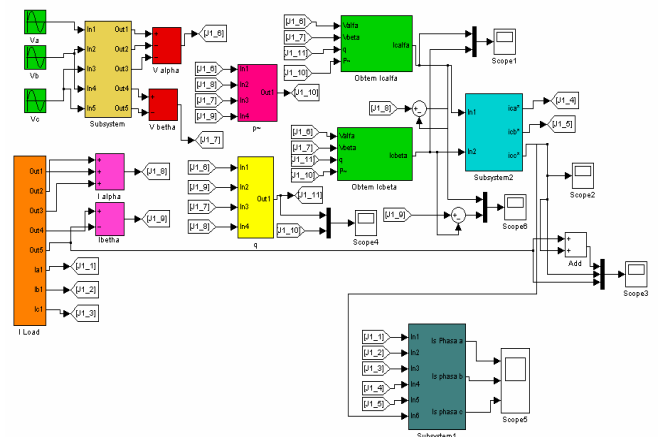 Va
Vb
Vc
In1
In2
In3
In4
In5
Out1
Out2
Out3
Out4
Out5
Subsystem
V alpha
V betha
[J1_6]
[J1_7]
[J1_6]
[J1_8]
[J1_7]
[J1_9]
In1
In2
In3
In4
Out1
p~
[J1_10]
[J1_6]
[J1_7]
[J1_11]
[J1_10]
Valfa
Vbeta
q
P~
Icalfa
Obtem Icalfa
Scope1
[J1_8]
[J1_6]
[J1_7]
[J1_11]
[J1_10]
Valfa
Vbeta
q
P~
Icbeta
Obtem Icbeta
In1
In2
ica*
icb*
icc*
Subsystem2
[J1_4]
[J1_5]
Scope2
Out1
Out2
Out3
Out4
Out5
Ia1
Ib1
Ic1
I Load
I alpha
Ibetha
[J1_8]
[J1_9]
[J1_1]
[J1_2]
[J1_3]
[J1_6]
[J1_9]
[J1_7]
[J1_8]
In1
In2
In3
In4
Out1
q
[J1_11]
[J1_10]
Scope4
[J1_9]
Scope6
Add
Scope3
[J1_1]
[J1_2]
[J1_3]
[J1_4]
[J1_5]
In1
In2
In3
In4
In5
In6
Is Phasa a
Is phasa b
Is phasa c
Subsystem1
Scope5